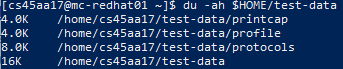 [cs45aa17@mc-redhat01 ~]$ du -ah $HOME/test-data
4.0K    /home/cs45aa17/test-data/printcap
4.0K    /home/cs45aa17/test-data/profile
8.0K    /home/cs45aa17/test-data/protocols
16K     /home/cs45aa17/test-data